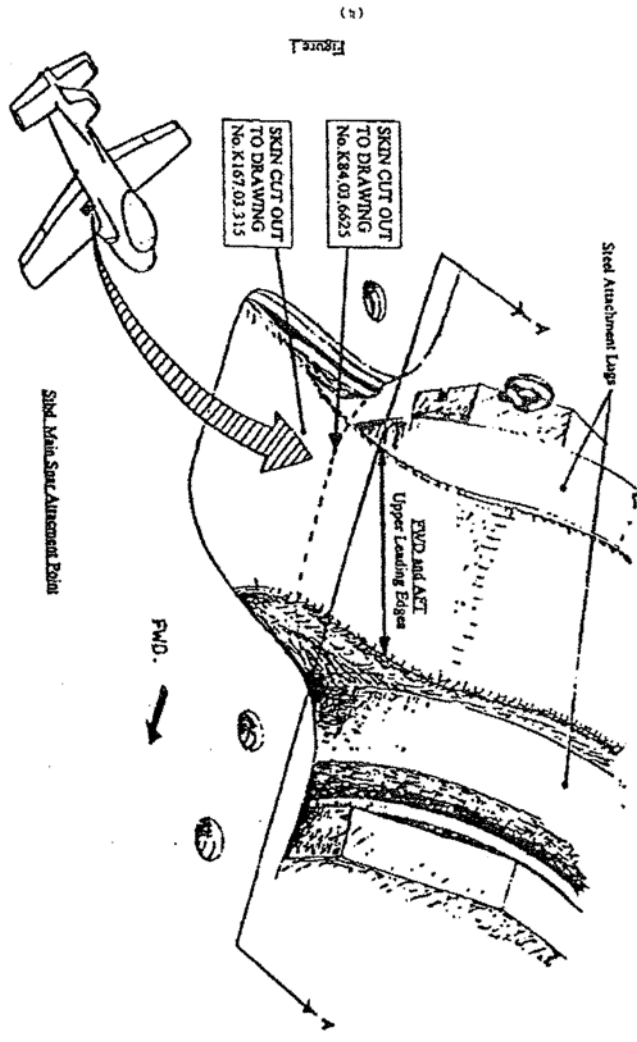 Steel Attachment Lugs
Y
SKIN CUT OUT
TO DRAWING
No.K84.03.6625
SKIN CUT OUT
TO DRAWING
No.K167.03.315
FWD and AFT
Upper Leading Edges
FWD.
Y
Stbd. Main Spar Attacment Point
Figure 1
(4)